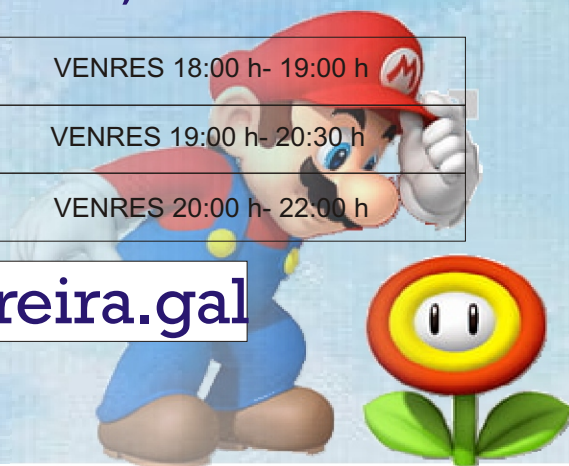 VENRES 18:00 h- 19:00 h
VENRES 19:00 h- 20:30 h
VENRES 20:00 h- 22:00 h
reira.gal